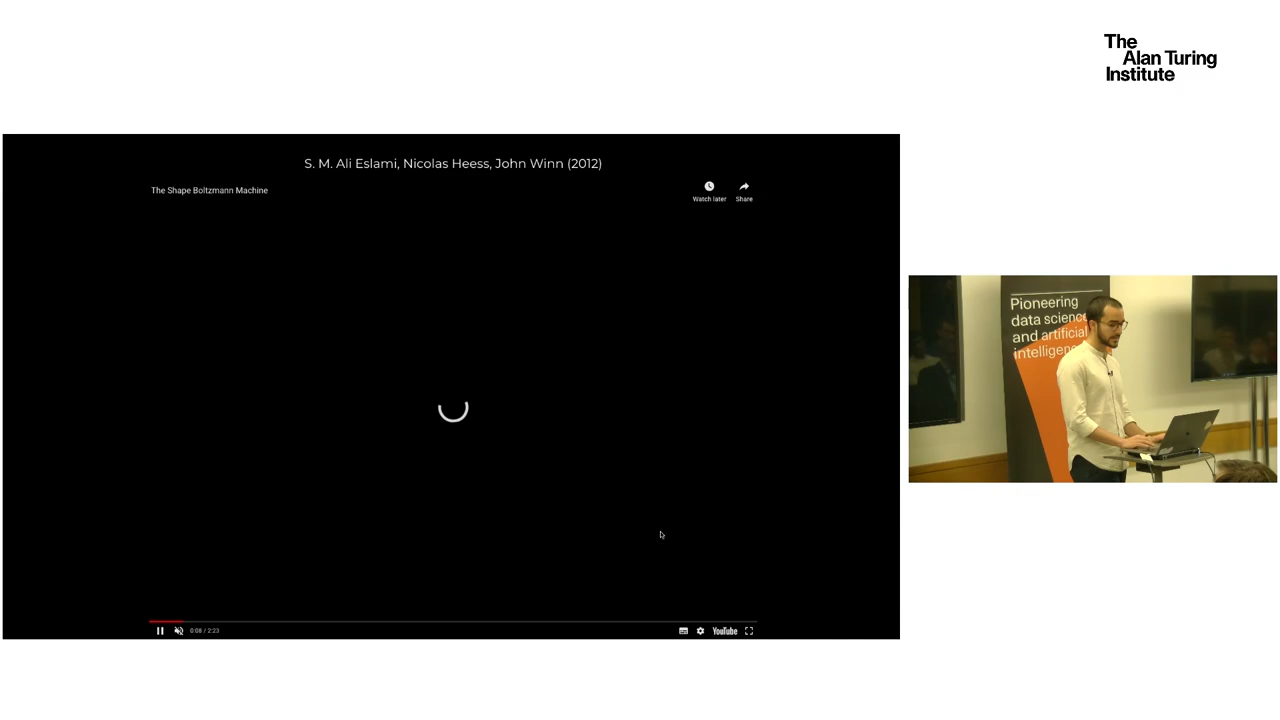 The
Alan Turing
Institute
S. M. Ali Eslami, Nicolas Heess, John Winn (2012)
The Shape Boltzmann Machine
Watch later
Share
0:08 / 2:23
YouTube
Pioneering
data science
and artificial
intelligence